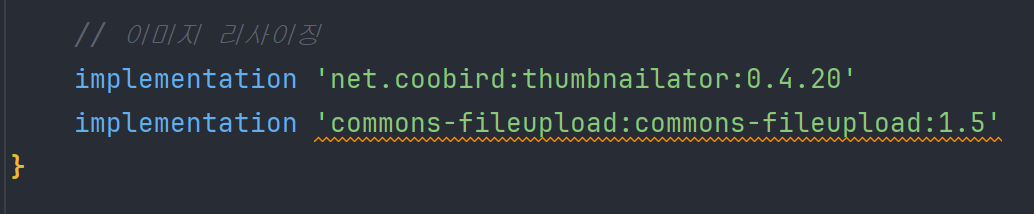 // 이미지 리사이징
implementation 'net.coobird:thumbnailator:0.4.20'
implementation 'commons-fileupload:commons-fileupload:1.5'
}